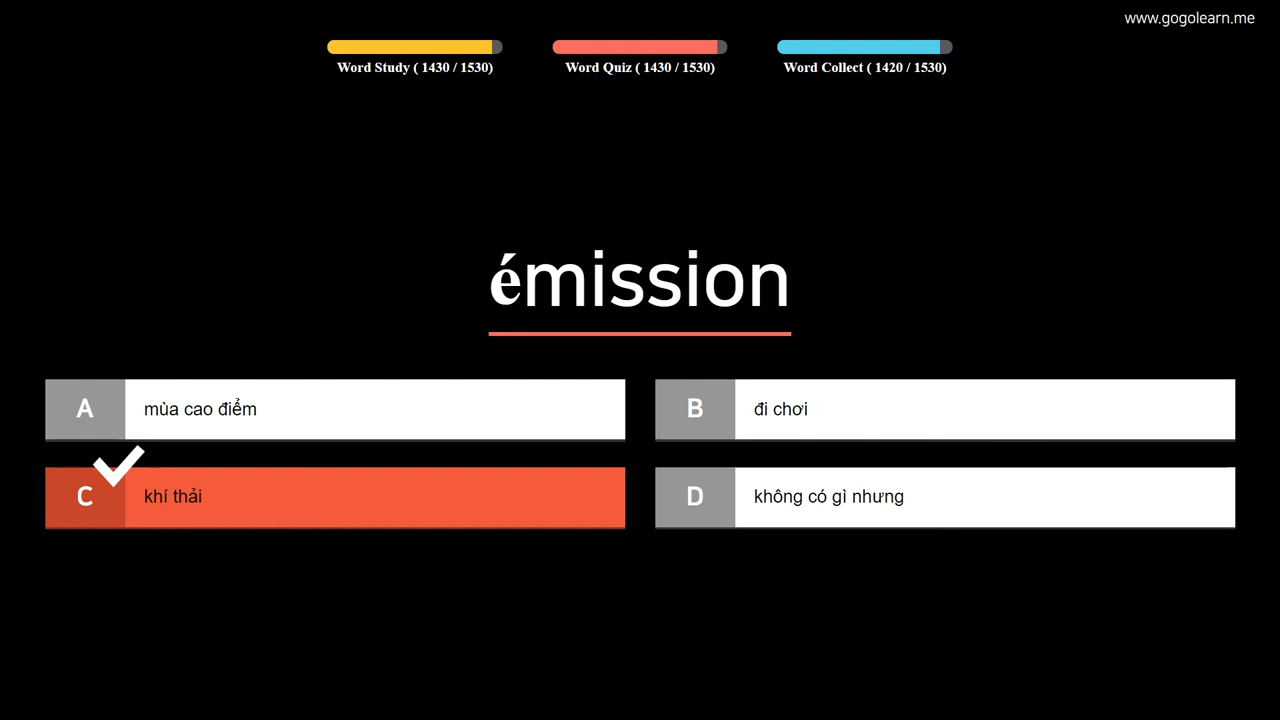 www.gogolearn.me
Word Study ( 1430 / 1530)
Word Quiz ( 1430 / 1530)
Word Collect ( 1420 / 1530)
émission
A mùa cao điểm
B đi chơi
C khí thải
D không có gì nhưng